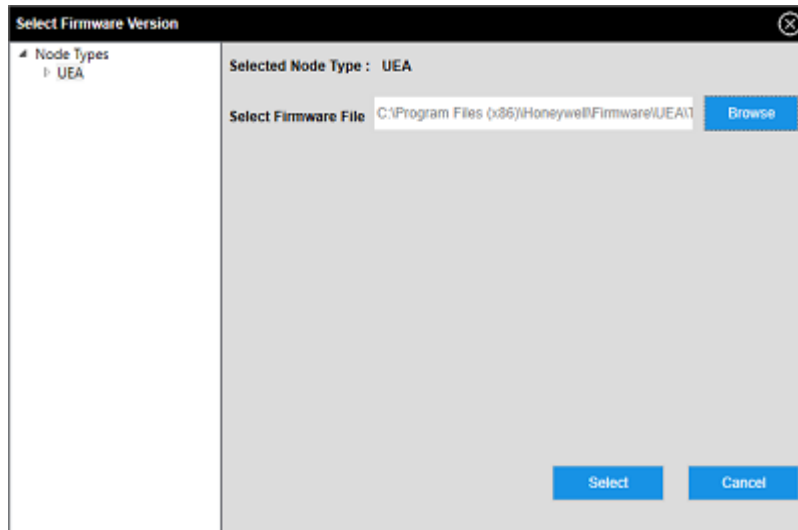 Select Firmware Version
Node Types
UEA
Selected Node Type : UEA
Select Firmware File C:\Program Files (x86)\Honeywell\Firmware\UEA\T
Browse
Select Cancel